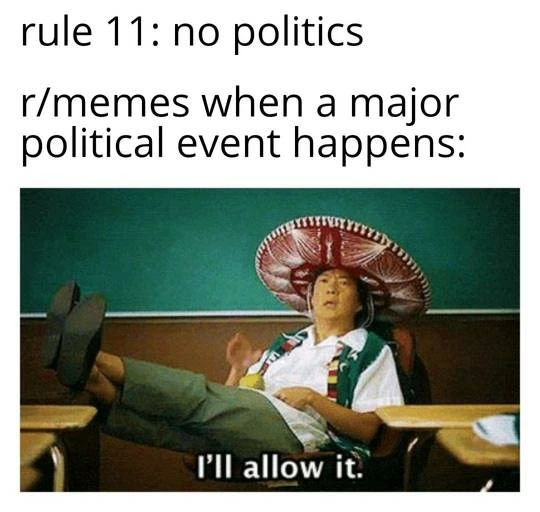 rule 11: no politics
r/memes when a major
political event happens:
I'll allow it.